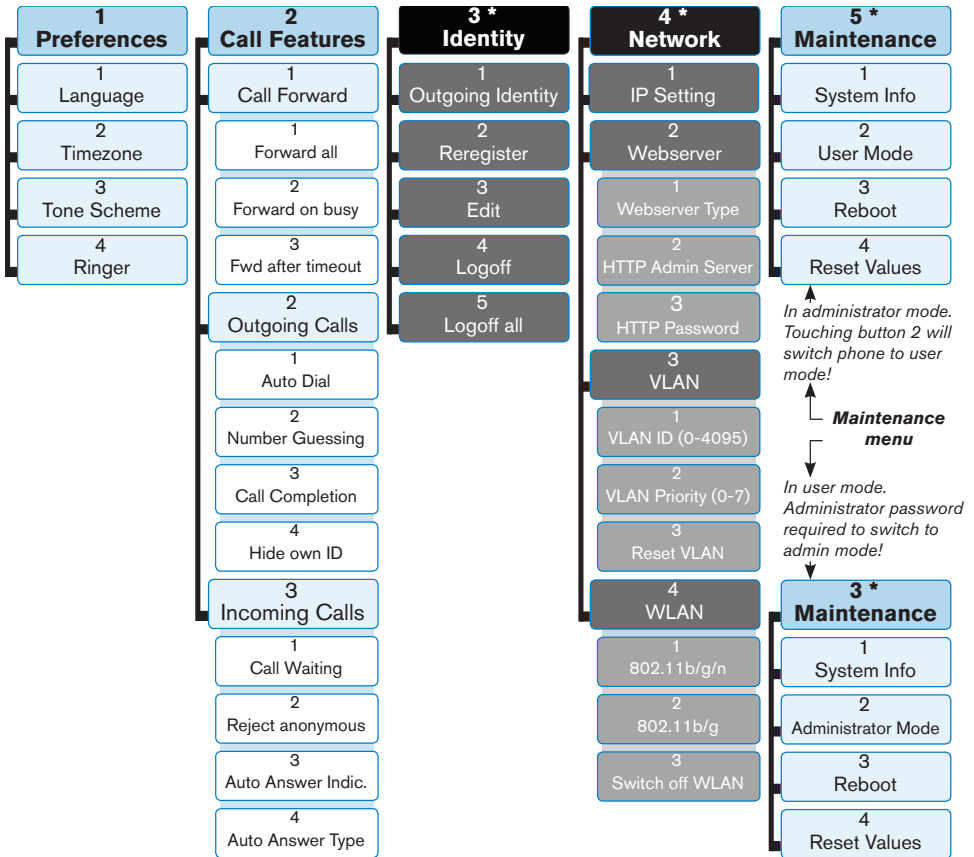 1
Preferences
1
Language
2
Timezone
3
Tone Scheme
4
Ringer
2
Call Features
1
Call Forward
1
Forward all
2
Forward on busy
3
Fwd after timeout
2
Outgoing Calls
1
Auto Dial
2
Number Guessing
3
Call Completion
4
Hide own ID
3
Incoming Calls
1
Call Waiting
2
Reject anonymous
3
Auto Answer Indic.
4
Auto Answer Type
3 *
Identity
1
Outgoing Identity
2
Reregister
3
Edit
4
Logoff
5
Logoff all
4 *
Network
1
IP Setting
2
Webserver
1
Webserver Type
2
HTTP Admin Server
3
HTTP Password
3
VLAN
1
VLAN ID (0-4095)
2
VLAN Priority (0-7)
3
Reset VLAN
4
WLAN
1
802.11b/g/n
2
802.11b/g
3
Switch off WLAN
5 *
Maintenance
1
System Info
2
User Mode
3
Reboot
4
Reset Values
In administrator mode.
Touching button 2 will
switch phone to user
mode!
Maintenance
menu
In user mode.
Administrator password
required to switch to
admin mode!
3 *
Maintenance
1
System Info
2
Administrator Mode
3
Reboot
4
Reset Values